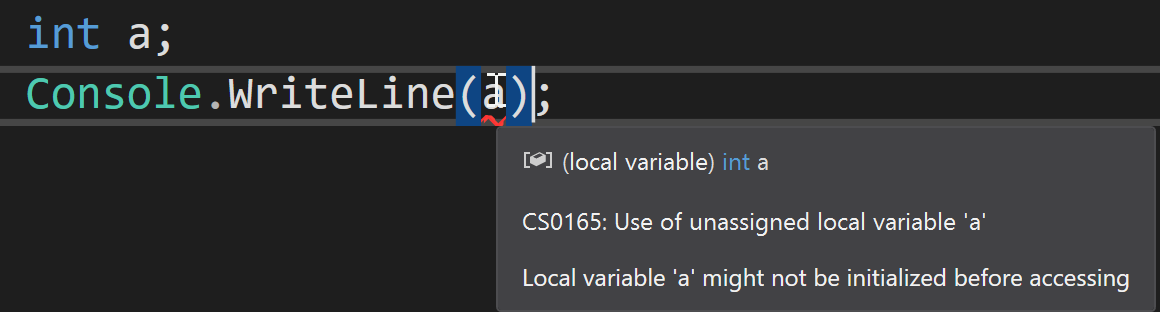 int a;
Console.WriteLine(a);
(local variable) int a
CS0165: Use of unassigned local variable 'a'
Local variable 'a' might not be initialized before accessing